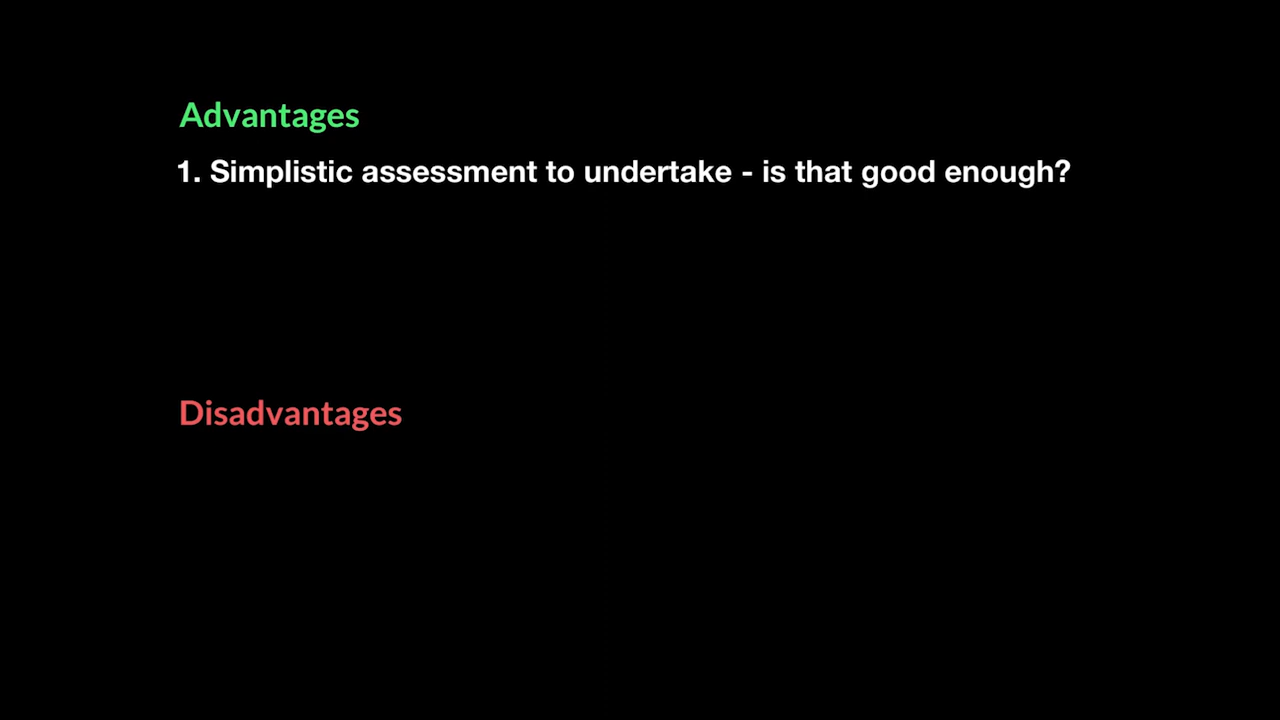 Advantages
1. Simplistic assessment to undertake - is that good enough?
Disadvantages